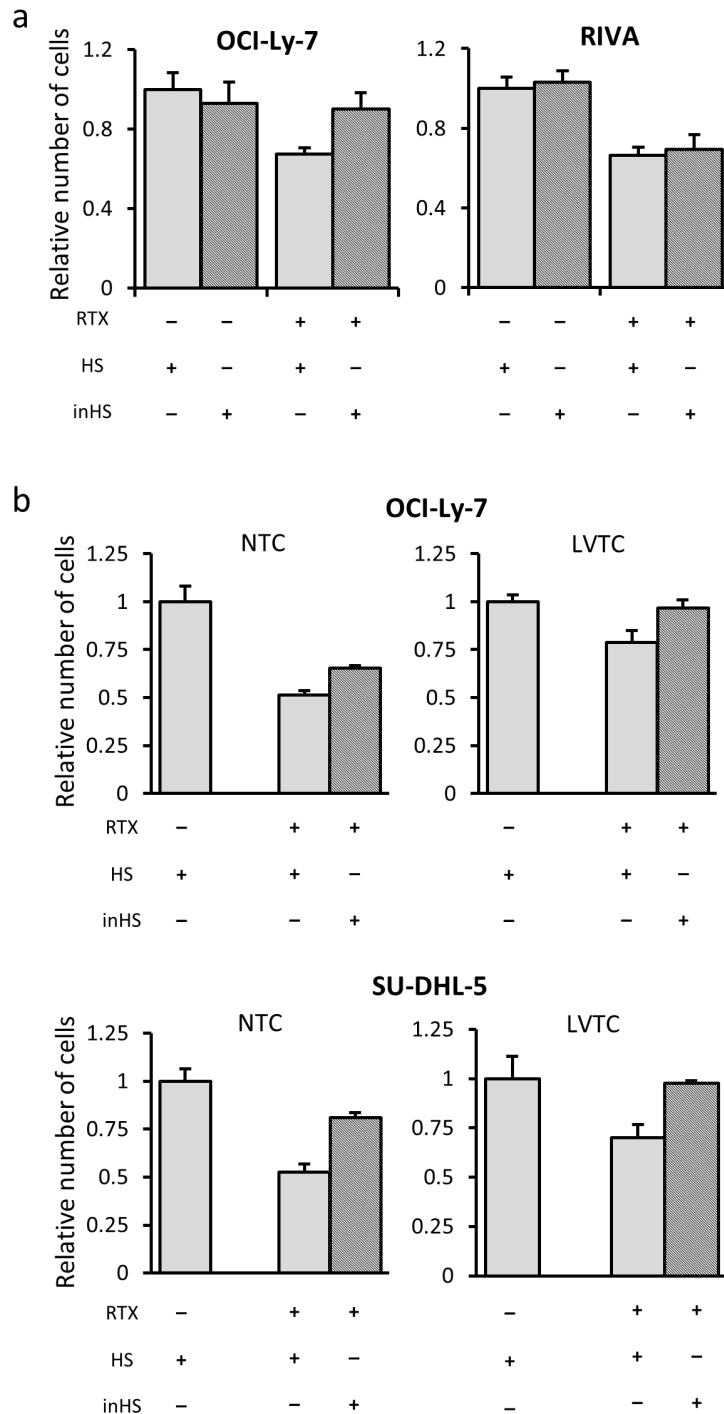 a
OCI-Ly-7 RIVA
Relative number of cells
1.2 1.2
0.8 0.8
0.4 0.4
0 0
RTX – – + + – – + +
HS + – + – + – + –
inHS – + – + – + – +
b
OCI-Ly-7
NTC LVTC
Relative number of cells
1.25 1.25
1 1
0.75 0.75
0.5 0.5
0.25 0.25
0 0
RTX – + + – + +
HS + + – + + –
inHS – – + – – +
SU-DHL-5
NTC LVTC
Relative number of cells
1.25 1.25
1 1
0.75 0.75
0.5 0.5
0.25 0.25
0 0
RTX – + + – + +
HS + + – + + –
inHS – – + – – +